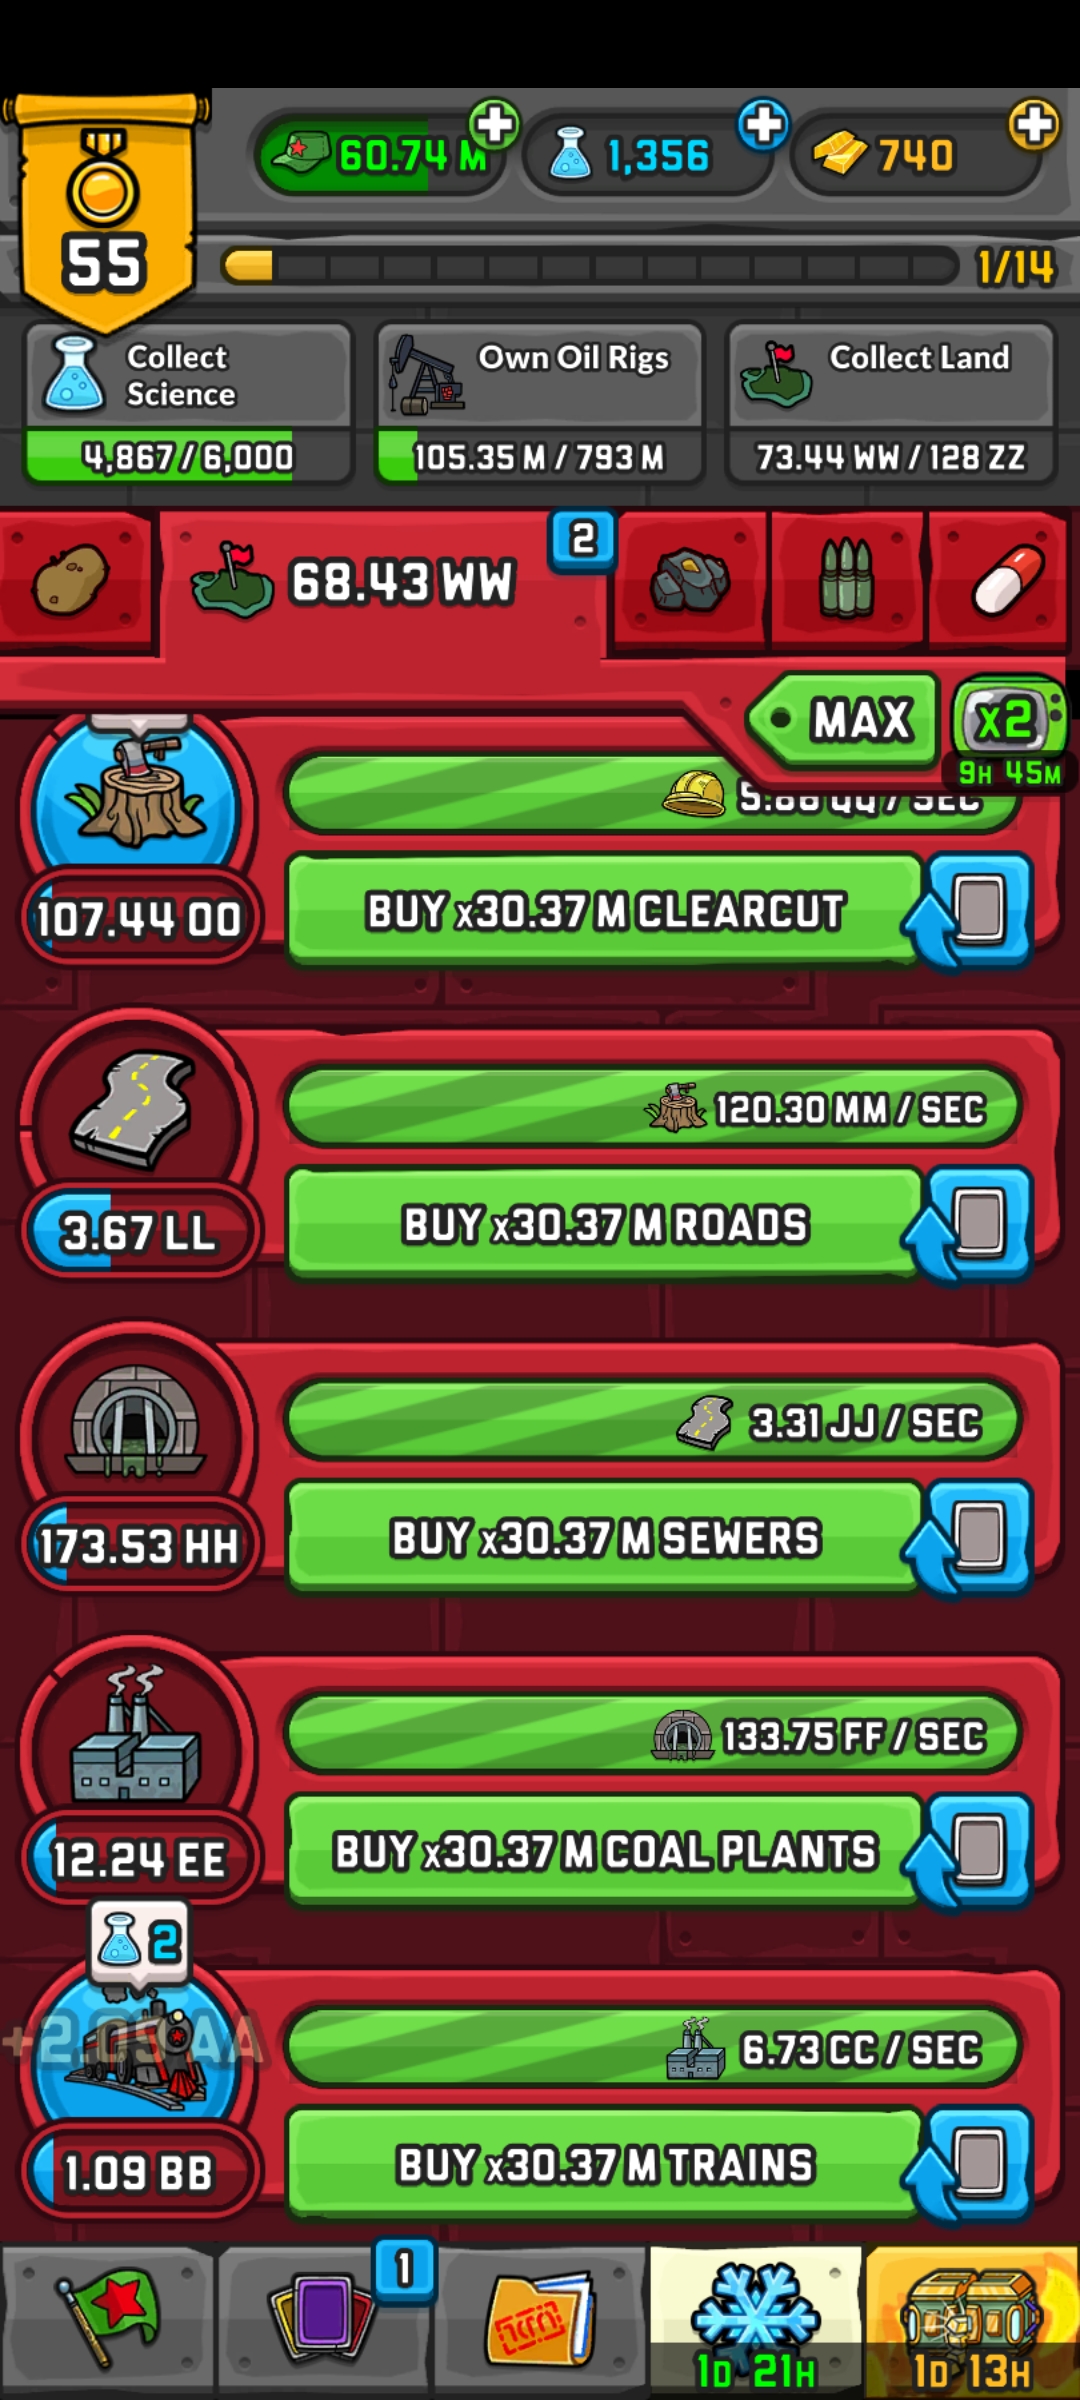 60.74 M
1,356
740
55
1/14
Collect
Science
4,867/6,000
Own Oil Rigs
105.35 M / 793 M
Collect Land
73.44 WW / 128 ZZ
68.43 WW
2
MAX
x2
9H 45M
/ SEC
107.44 OO
BUY x30.37 M CLEARCUT
120.30 MM / SEC
3.67 LL
BUY x30.37 M ROADS
3.31 JJ / SEC
173.53 HH
BUY x30.37 M SEWERS
133.75 FF / SEC
12.24 EE
BUY x30.37 M COAL PLANTS
2
6.73 CC / SEC
1.09 BB
BUY x30.37 M TRAINS
1
1D 21H
1D 13H